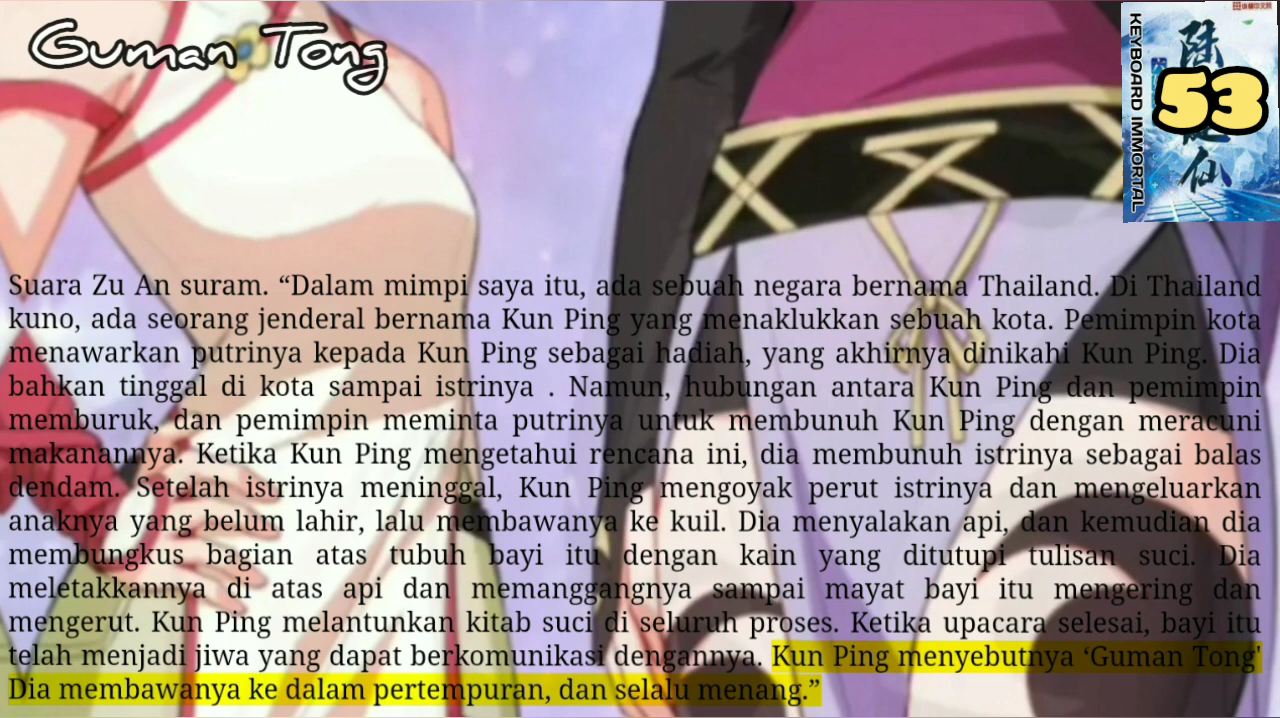 Guman Tong
KEYBOARD IMMORTAL
53
仙
Suara Zu An suram. “Dalam mimpi saya itu, ada sebuah negara bernama Thailand. Di Thailand
kuno, ada seorang jenderal bernama Kun Ping yang menaklukkan sebuah kota. Pemimpin kota
menawarkan putrinya kepada Kun Ping sebagai hadiah, yang akhirnya dinikahi Kun Ping. Dia
bahkan tinggal di kota sampai istrinya . Namun, hubungan antara Kun Ping dan pemimpin
memburuk, dan pemimpin meminta putrinya untuk membunuh Kun Ping dengan meracuni
makanannya. Ketika Kun Ping mengetahui rencana ini, dia membunuh istrinya sebagai balas
dendam. Setelah istrinya meninggal, Kun Ping mengoyak perut istrinya dan mengeluarkan
anaknya yang belum lahir, lalu membawanya ke kuil. Dia menyalakan api, dan kemudian dia
membungkus bagian atas tubuh bayi itu dengan kain yang ditutupi tulisan suci. Dia
meletakkannya di atas api dan memanggangnya sampai mayat bayi itu mengering dan
mengerut. Kun Ping melantunkan kitab suci di seluruh proses. Ketika upacara selesai, bayi itu
telah menjadi jiwa yang dapat berkomunikasi dengannya. Kun Ping menyebutnya ‘Guman Tong'
Dia membawanya ke dalam pertempuran, dan selalu menang.”